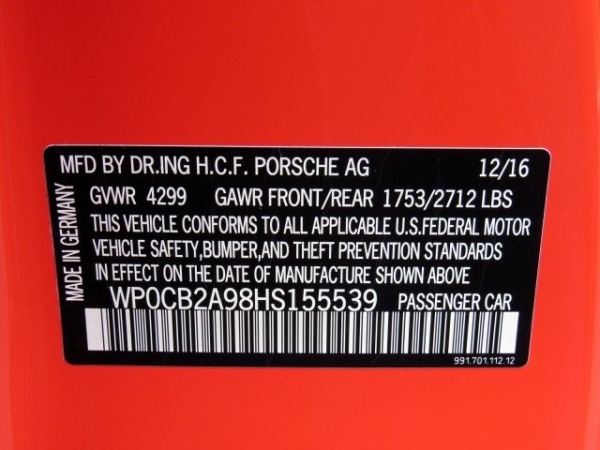 MFD BY DR.ING H.C.F. PORSCHE AG 12/16
GVWR 4299 GAWR FRONT/REAR 1753/2712 LBS
THIS VEHICLE CONFORMS TO ALL APPLICABLE U.S.FEDERAL MOTOR
VEHICLE SAFETY,BUMPER,AND THEFT PREVENTION STANDARDS
IN EFFECT ON THE DATE OF MANUFACTURE SHOWN ABOVE
WP0CB2A98HS155539 PASSENGER CAR
991.701.112.12
MADE IN GERMANY